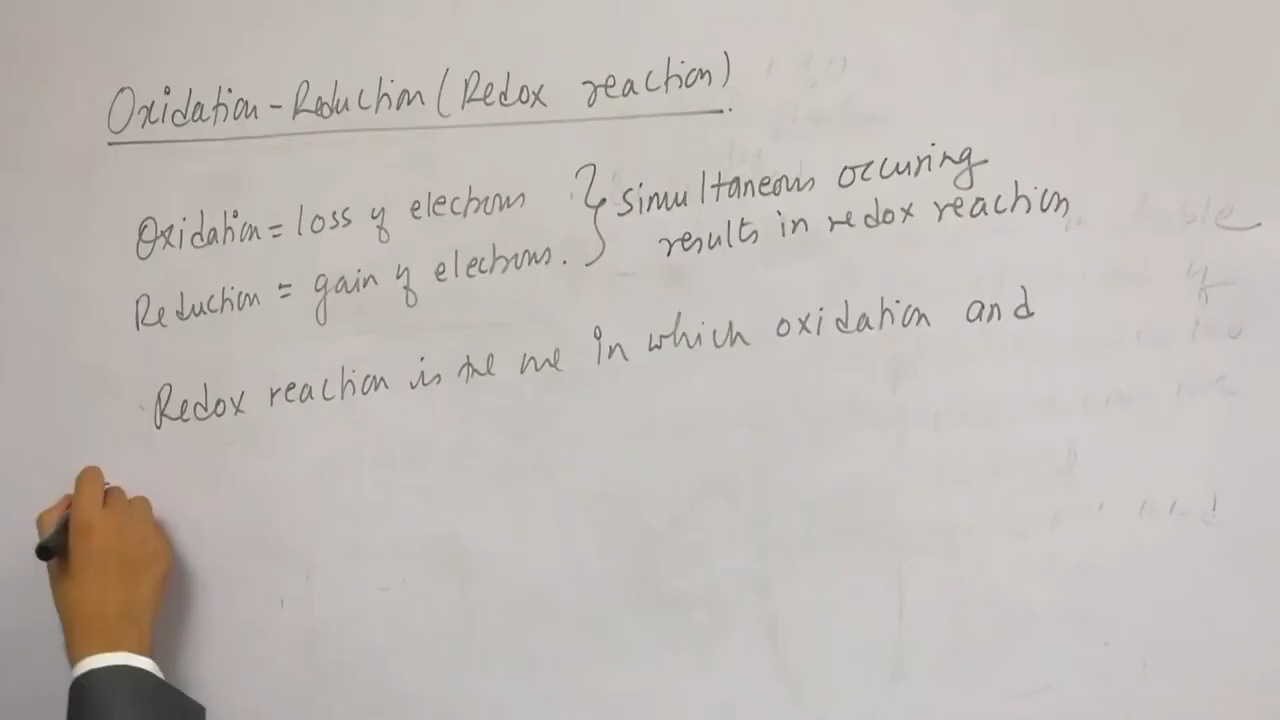 Oxidation-Reduction (Redox reaction).
Oxidation = loss of electrons } simultaneous occuring
Reduction = gain of electrons. results in redox reaction
Redox reaction is the one in which oxidation and